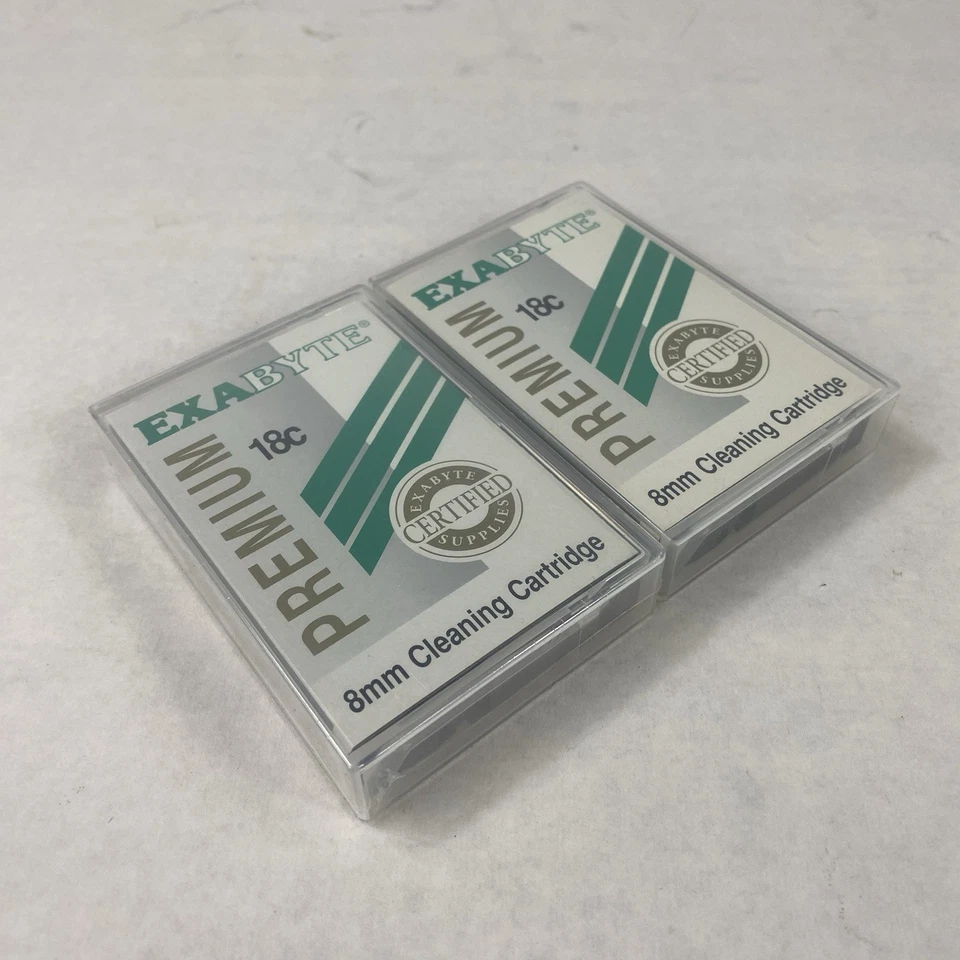 EXABYTE®
18c
PREMIUM
EXABYTE
CERTIFIED
SUPPLIES
8mm Cleaning Cartridge
EXABYTE®
18c
PREMIUM
EXABYTE
CERTIFIED
SUPPLIES
8mm Cleaning Cartridge